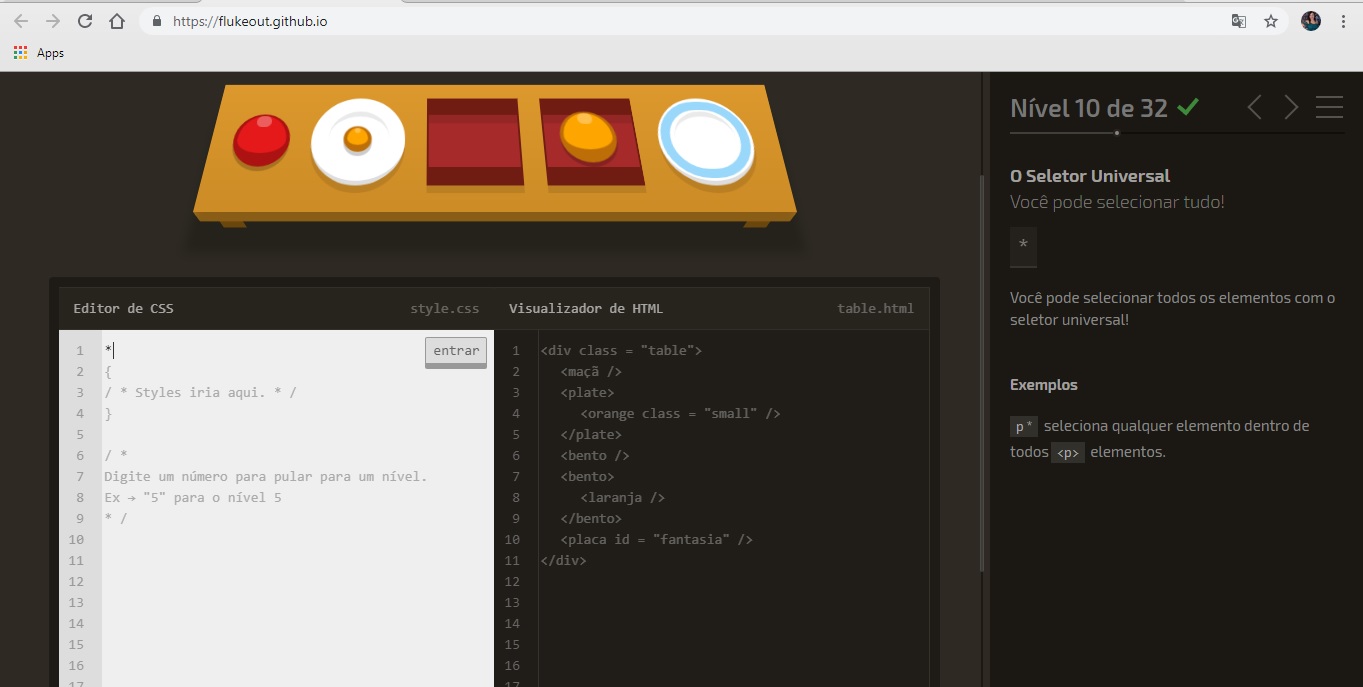 https://flukeout.github.io
Apps
Nível 10 de 32
O Seletor Universal
Você pode selecionar tudo!
*
Você pode selecionar todos os elementos com o
seletor universal!
Exemplos
p * seleciona qualquer elemento dentro de
todos <p> elementos.
Editor de CSS
style.css
1 *
entrar
2 {
3 / * Styles iria aqui. * /
4 }
5
6 / *
7 Digite um número para pular para um nível.
8 Ex → "5" para o nível 5
9 * /
10
11
12
13
14
15
16
17
Visualizador de HTML
table.html
1 <div class = "table">
2 <maçã />
3 <plate>
4 <orange class = "small" />
5 </plate>
6 <bento />
7 <bento>
8 <laranja />
9 </bento>
10 <placa id = "fantasia" />
11 </div>
12
13
14
15
16
17